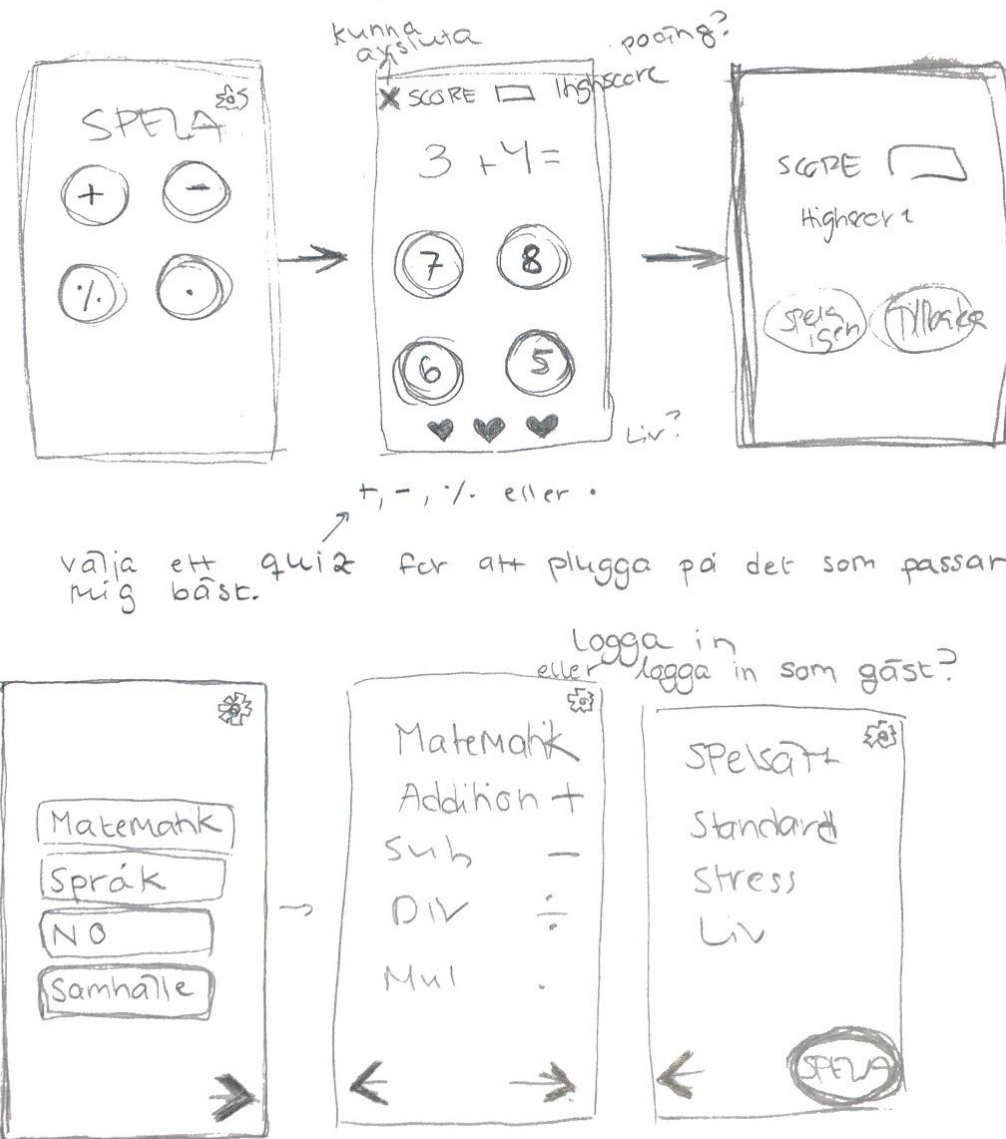 kunna
avsluta
poäng?
SPELA
+ -
% ·
X SCORE Highscore
3 + 4 =
7 8
6 5
Liv?
SCORE
Highscore
Spela
igen
Tillbaka
+, -, ·/. eller ·
välja ett quiz för att plugga på det som passar
mig bäst.
Logga in
eller logga in som gäst?
Matematik
Språk
NO
Samhälle
Matematik
Addition +
Sub -
DIV ÷
Mul ·
Spelsätt
Standard
Stress
Liv
SPELA